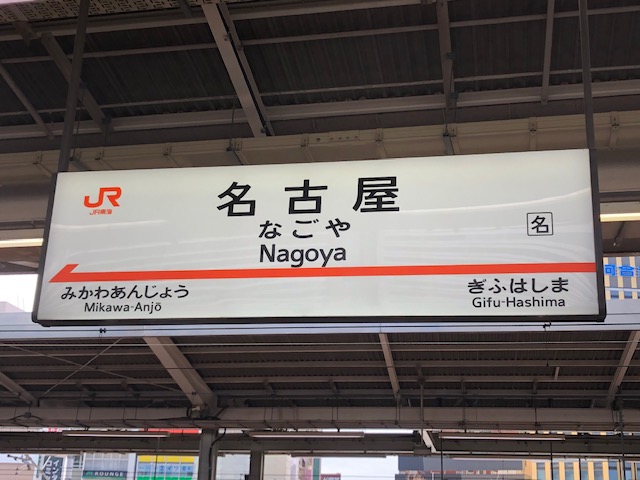 JR
JR東海
名古屋
なごや
Nagoya
名
みかわあんじょう
Mikawa-Anjō
ぎふはしま
Gifu-Hashima
LOUNGE